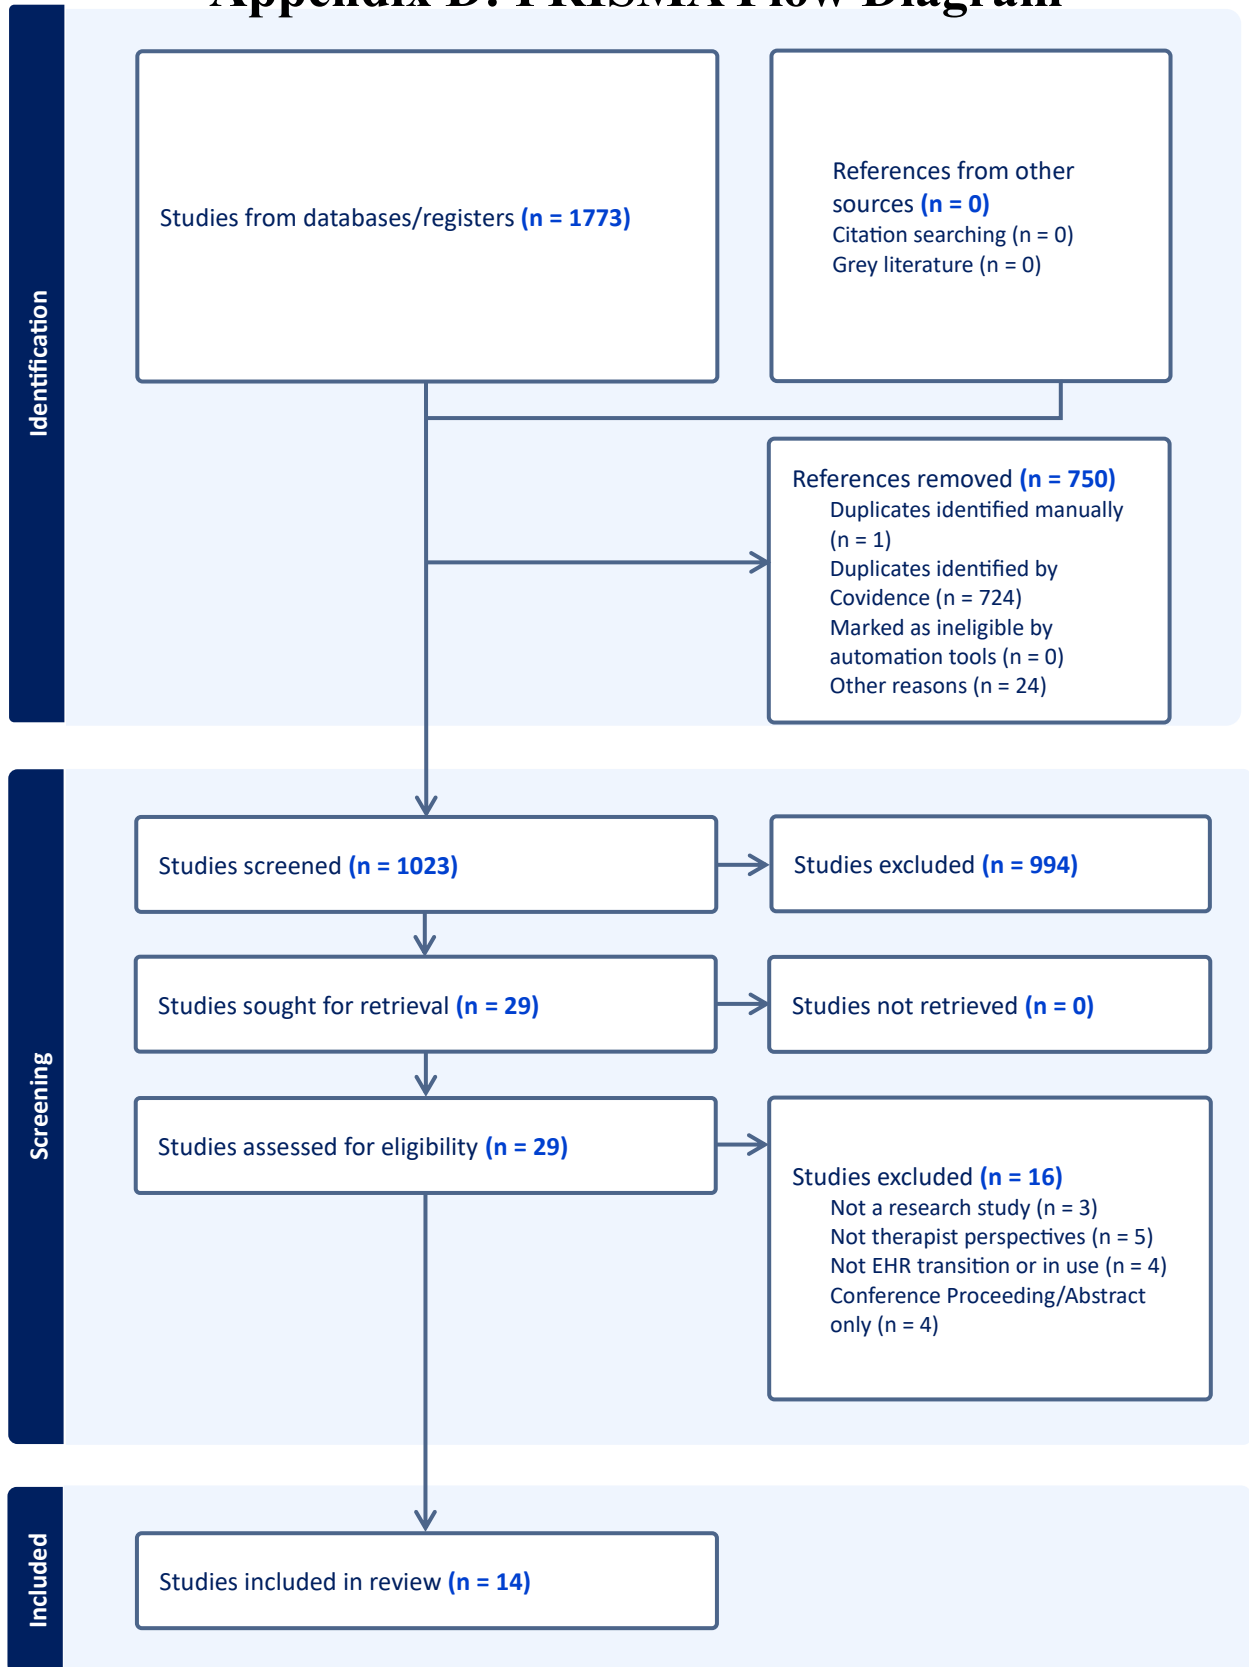 Appendix D: PRISMA Flow Diagram
Identification
Studies from databases/registers (n = 1773)
References from other
sources (n = 0)
Citation searching (n = 0)
Grey literature (n = 0)
References removed (n = 750)
Duplicates identified manually
(n = 1)
Duplicates identified by
Covidence (n = 724)
Marked as ineligible by
automation tools (n = 0)
Other reasons (n = 24)
Screening
Studies screened (n = 1023)
Studies excluded (n = 994)
Studies sought for retrieval (n = 29)
Studies not retrieved (n = 0)
Studies assessed for eligibility (n = 29)
Studies excluded (n = 16)
Not a research study (n = 3)
Not therapist perspectives (n = 5)
Not EHR transition or in use (n = 4)
Conference Proceeding/Abstract
only (n = 4)
Included
Studies included in review (n = 14)